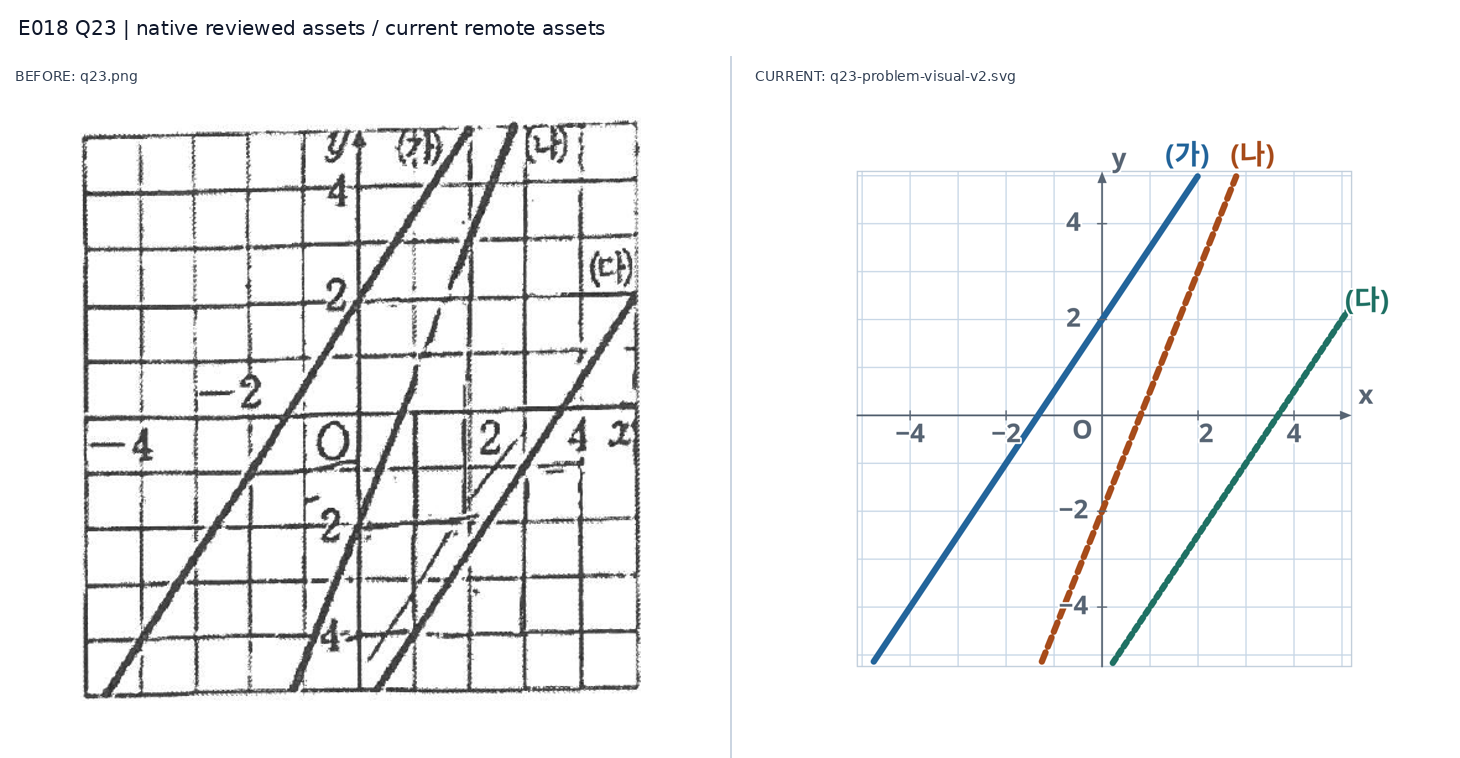 E018 Q23 | native reviewed assets / current remote assets
BEFORE: q23.png
CURRENT: q23-problem-visual-v2.svg
y (가) (나)
4
(다)
2
−2
−4 O 2 4 x
−2
4
y (가) (나)
4
(다)
2
x
−4 −2 O 2 4
−2
−4